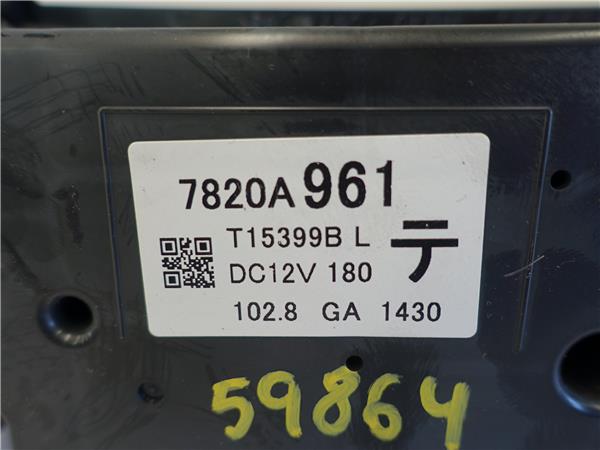 7820A961
T15399B L
テ
DC12V 180
102.8 GA 1430
59864